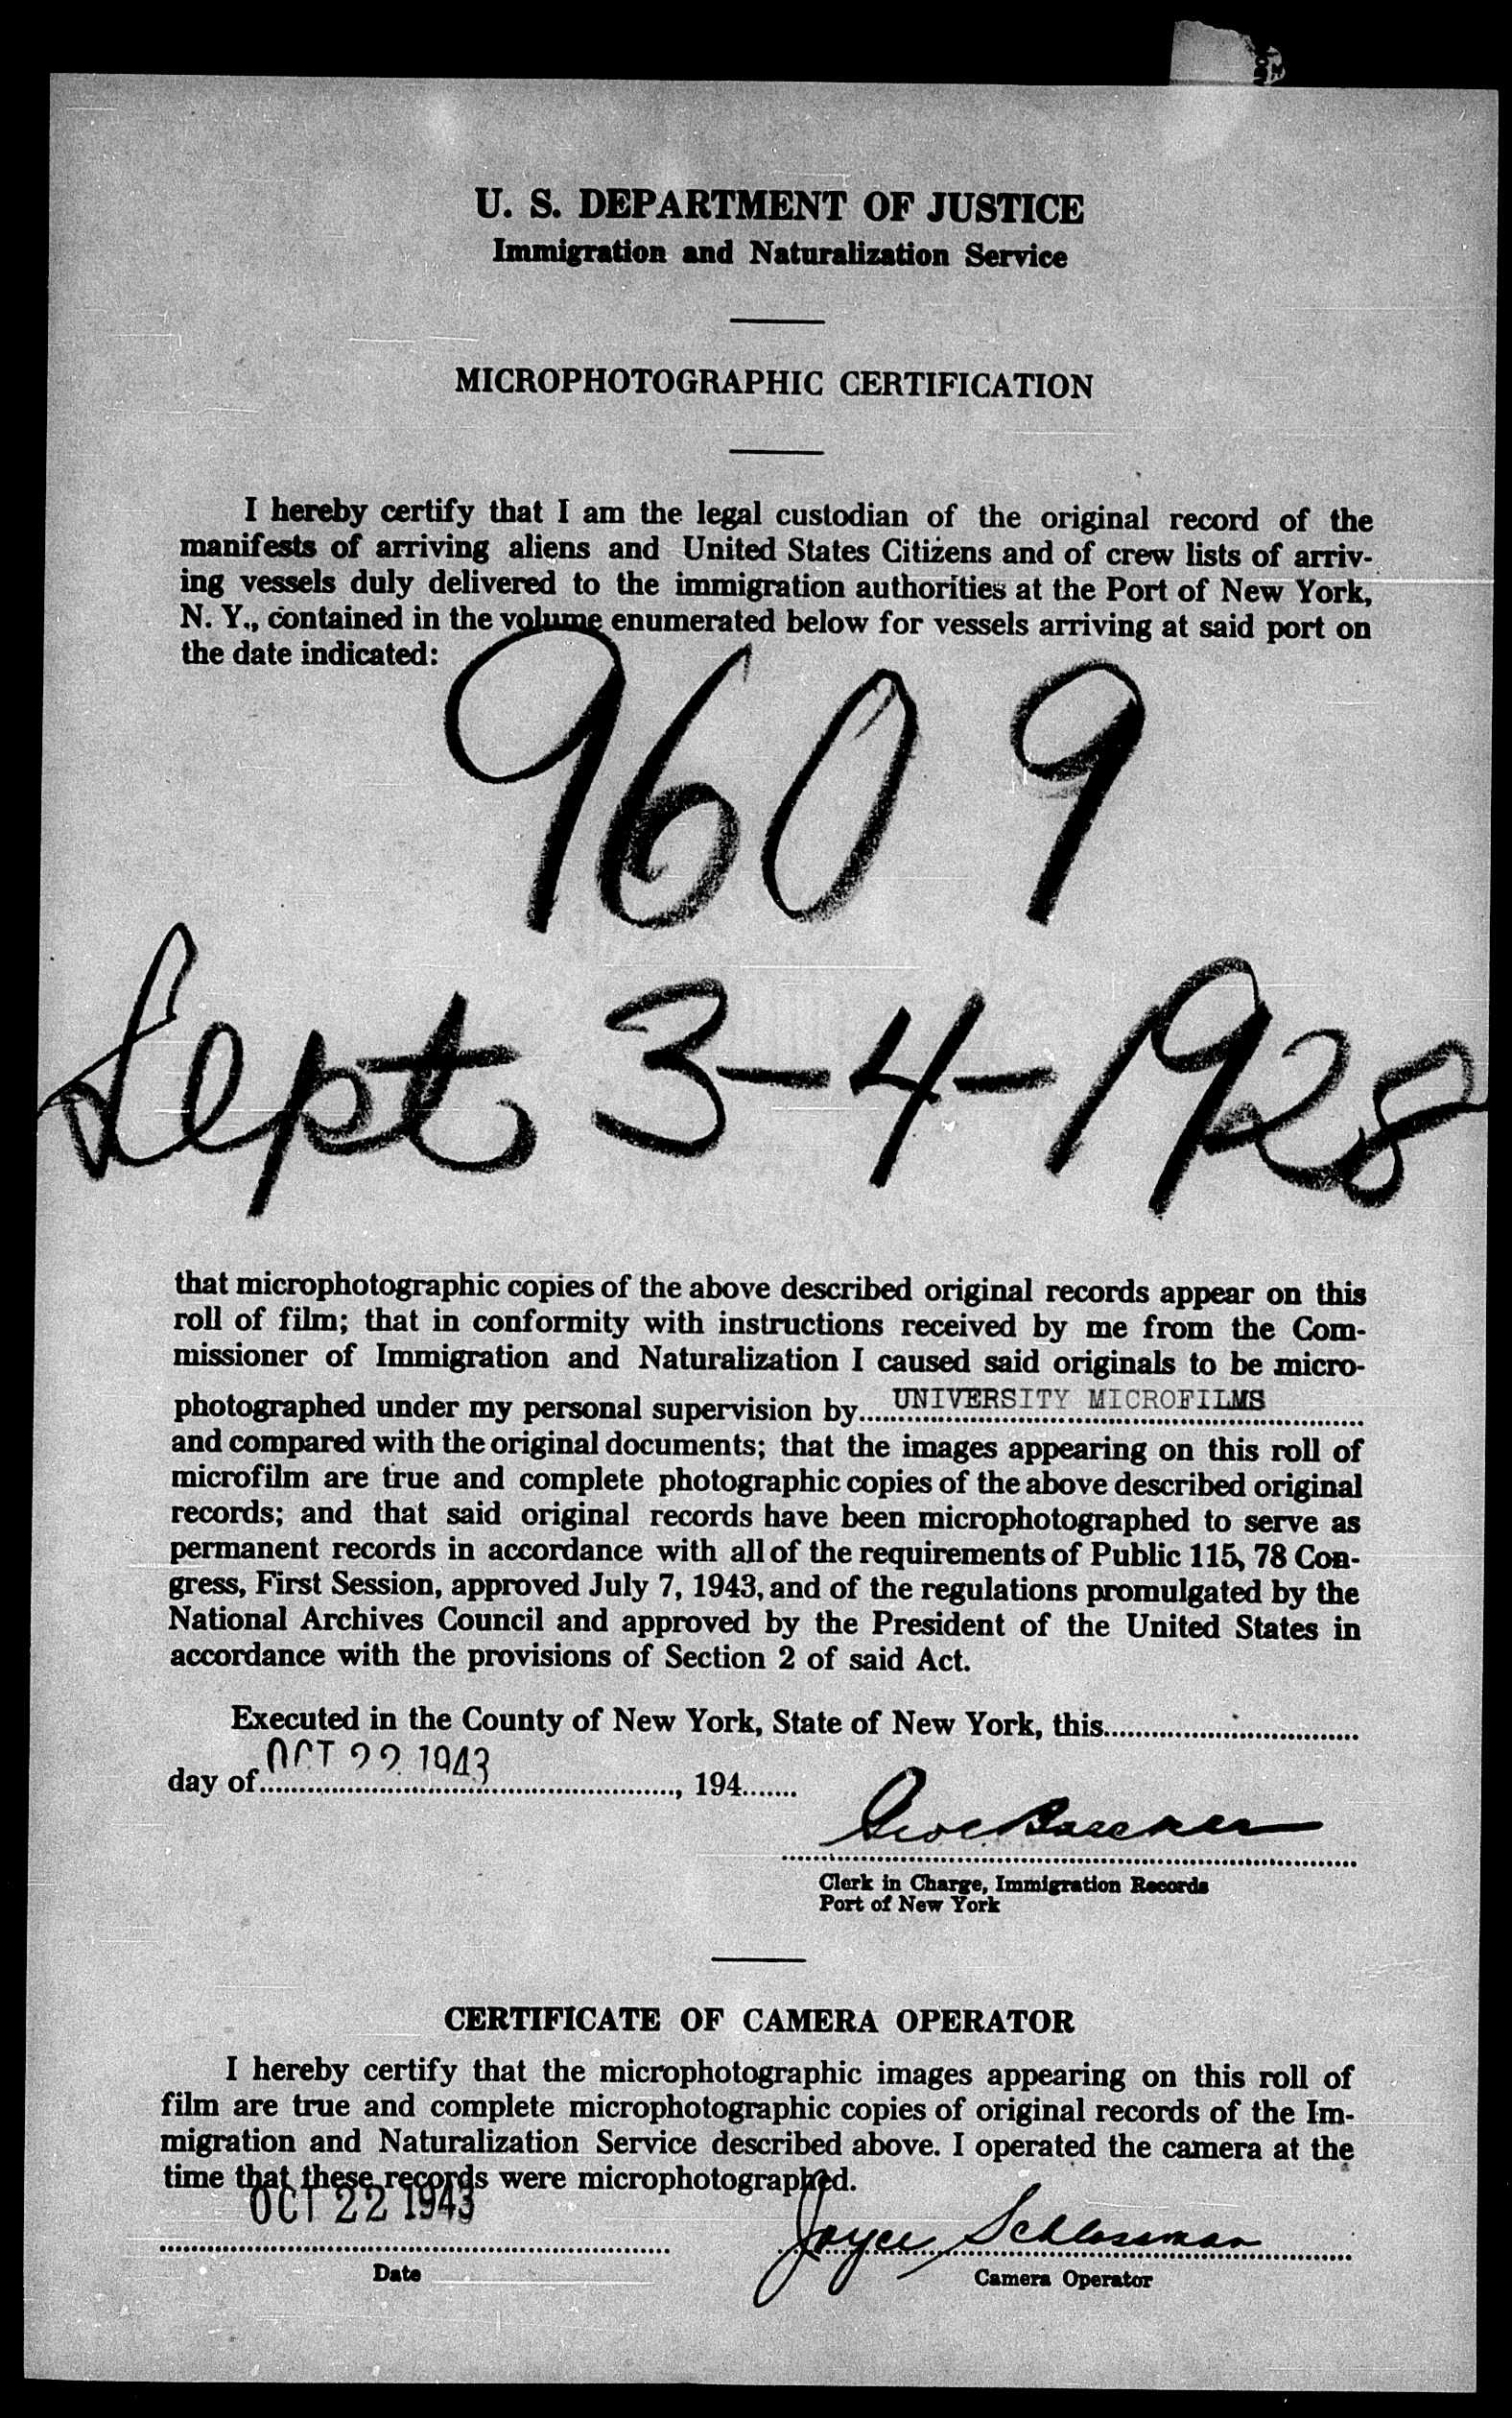 U. S. DEPARTMENT OF JUSTICE
Immigration and Naturalization Service
MICROPHOTOGRAPHIC CERTIFICATION
I hereby certify that I am the legal custodian of the original record of the
manifests of arriving aliens and United States Citizens and of crew lists of arriv-
ing vessels duly delivered to the immigration authorities at the Port of New York,
N. Y., contained in the volume enumerated below for vessels arriving at said port on
the date indicated:
9609
Sept 3-4-1928
that microphotographic copies of the above described original records appear on this
roll of film; that in conformity with instructions received by me from the Com-
missioner of Immigration and Naturalization I caused said originals to be micro-
photographed under my personal supervision by UNIVERSITY MICROFILMS
and compared with the original documents; that the images appearing on this roll of
microfilm are true and complete photographic copies of the above described original
records; and that said original records have been microphotographed to serve as
permanent records in accordance with all of the requirements of Public 115, 78 Con-
gress, First Session, approved July 7, 1943, and of the regulations promulgated by the
National Archives Council and approved by the President of the United States in
accordance with the provisions of Section 2 of said Act.
Executed in the County of New York, State of New York, this
day of OCT 22 1943, 194
Clerk in Charge, Immigration Records
Port of New York
CERTIFICATE OF CAMERA OPERATOR
I hereby certify that the microphotographic images appearing on this roll of
film are true and complete microphotographic copies of original records of the Im-
migration and Naturalization Service described above. I operated the camera at the
time that these records were microphotographed.
OCT 22 1943 Joyce Schlossman
Date Camera Operator